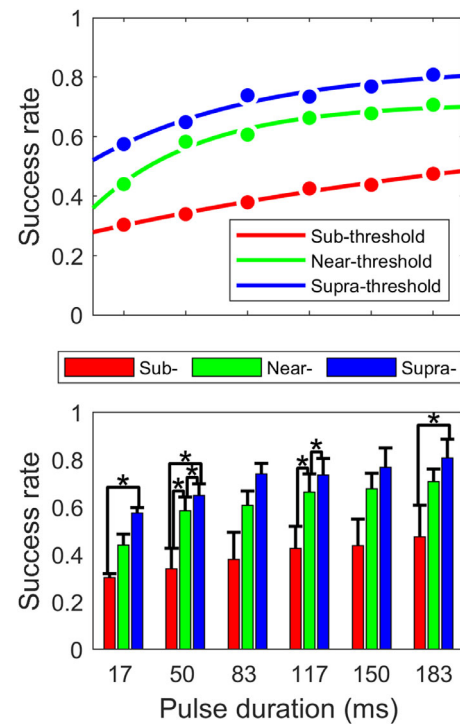 1
0.8
0.6
0.4
0.2
0
Success rate
Sub-threshold
Near-threshold
Supra-threshold
Sub- Near- Supra-
1
0.8
0.6
0.4
0.2
0
Success rate
* * * * * * *
17 50 83 117 150 183
Pulse duration (ms)